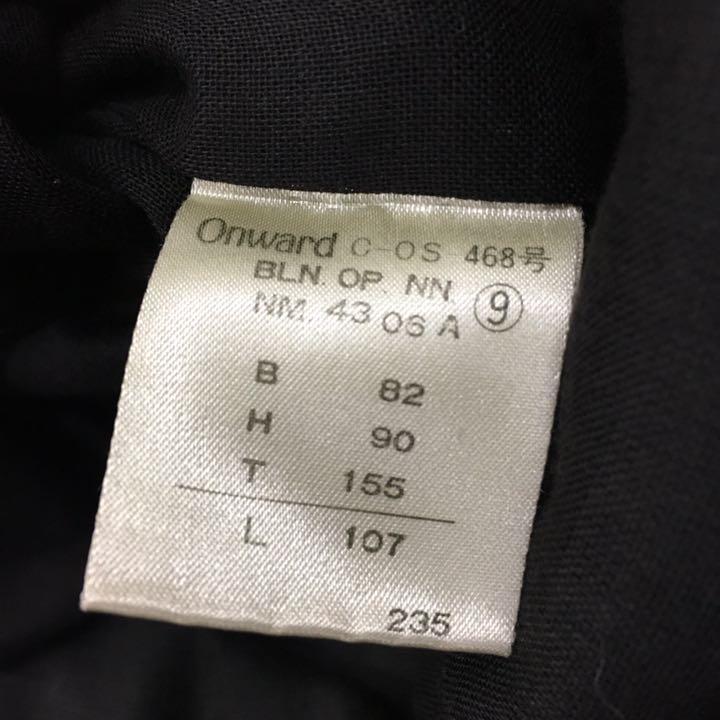 Onward C-OS 468号
BLN. OP. NN. ⑨
NM. 43 06 A
B 82
H 90
T 155
L 107
235